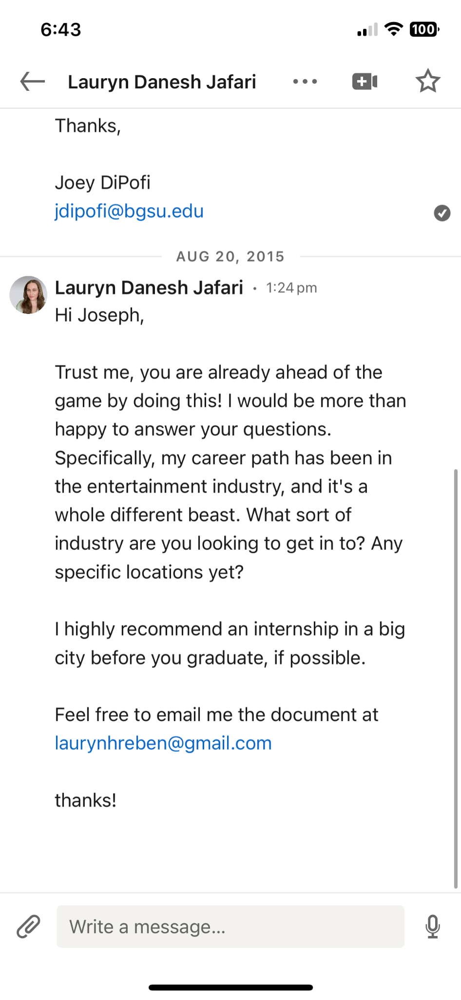 6:43
100
Lauryn Danesh Jafari
Thanks,
Joey DiPofi
jdipofi@bgsu.edu
AUG 20, 2015
Lauryn Danesh Jafari • 1:24 pm
Hi Joseph,
Trust me, you are already ahead of the
game by doing this! I would be more than
happy to answer your questions.
Specifically, my career path has been in
the entertainment industry, and it's a
whole different beast. What sort of
industry are you looking to get in to? Any
specific locations yet?
I highly recommend an internship in a big
city before you graduate, if possible.
Feel free to email me the document at
laurynhreben@gmail.com
thanks!
Write a message...